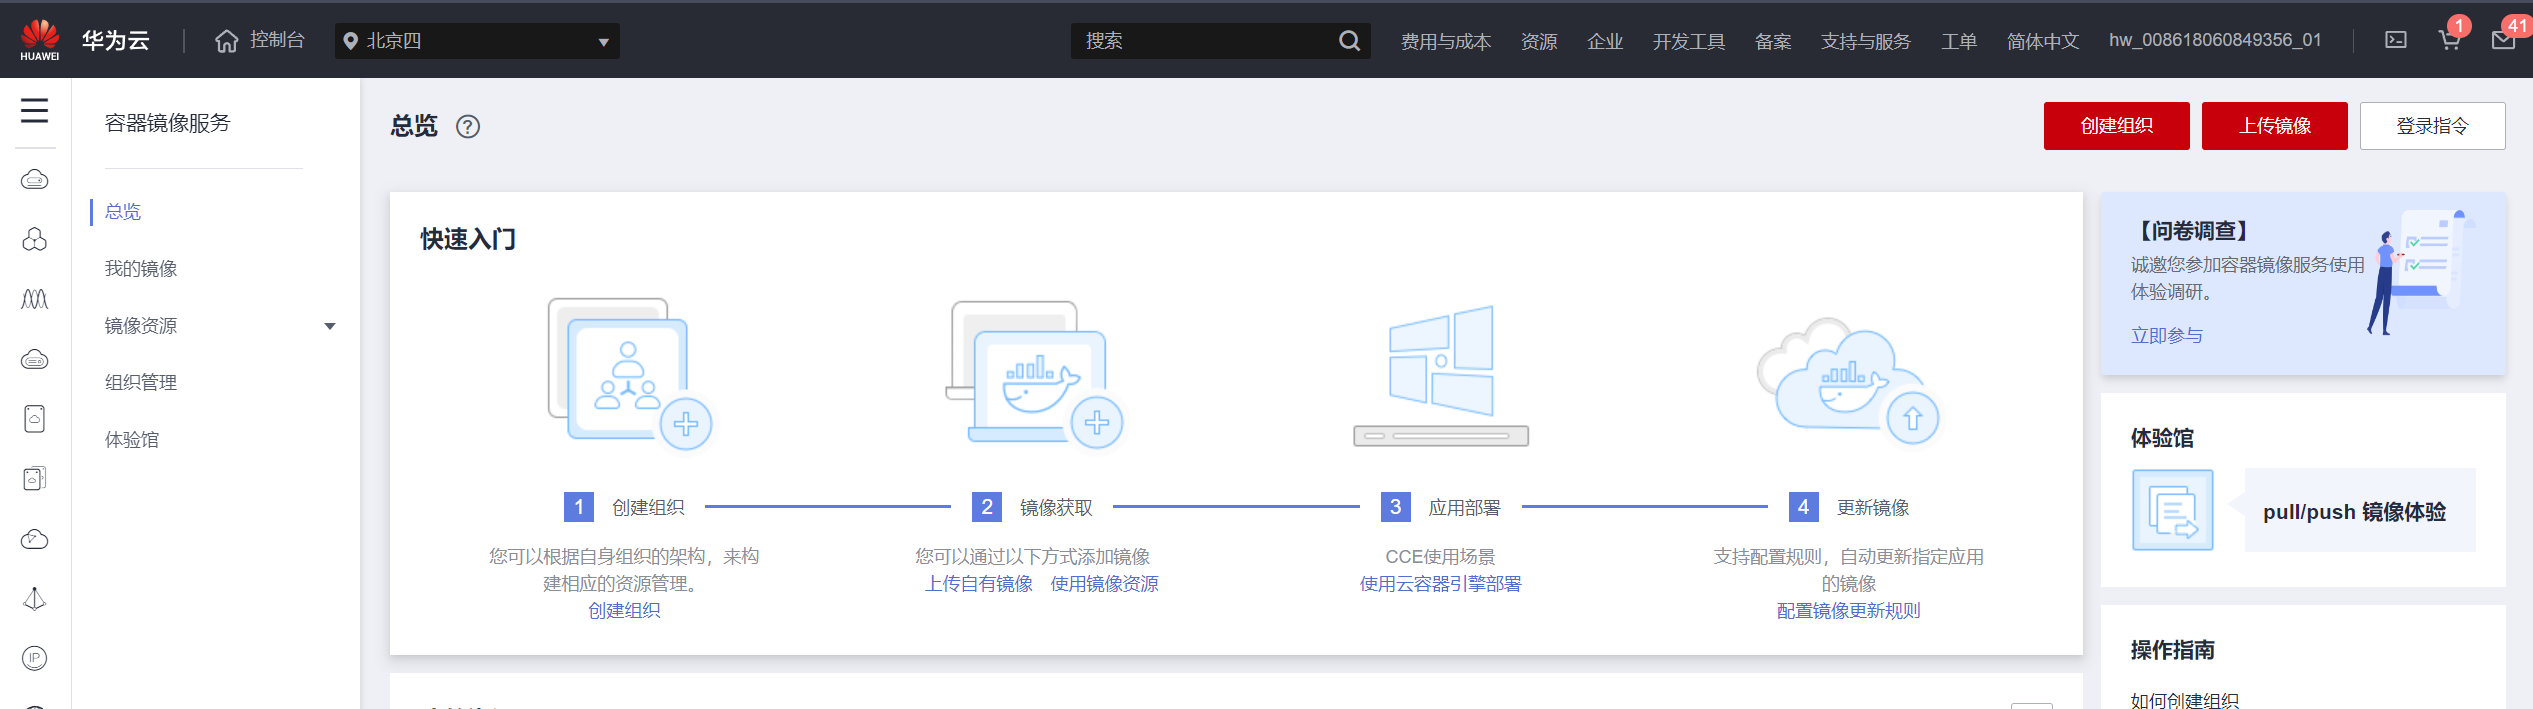 HUAWEI
华为云
控制台
北京四
搜索
费用与成本
资源
企业
开发工具
备案
支持与服务
工单
简体中文
hw_008618060849356_01
1
41
容器镜像服务
总览
我的镜像
镜像资源
组织管理
体验馆
IP
总览
?
创建组织
上传镜像
登录指令
快速入门
1 创建组织
您可以根据自身组织的架构，来构
建相应的资源管理。
创建组织
2 镜像获取
您可以通过以下方式添加镜像
上传自有镜像 使用镜像资源
3 应用部署
CCE使用场景
使用云容器引擎部署
4 更新镜像
支持配置规则，自动更新指定应用
的镜像
配置镜像更新规则
【问卷调查】
诚邀您参加容器镜像服务使用
体验调研。
立即参与
体验馆
pull/push 镜像体验
操作指南
如何创建组织